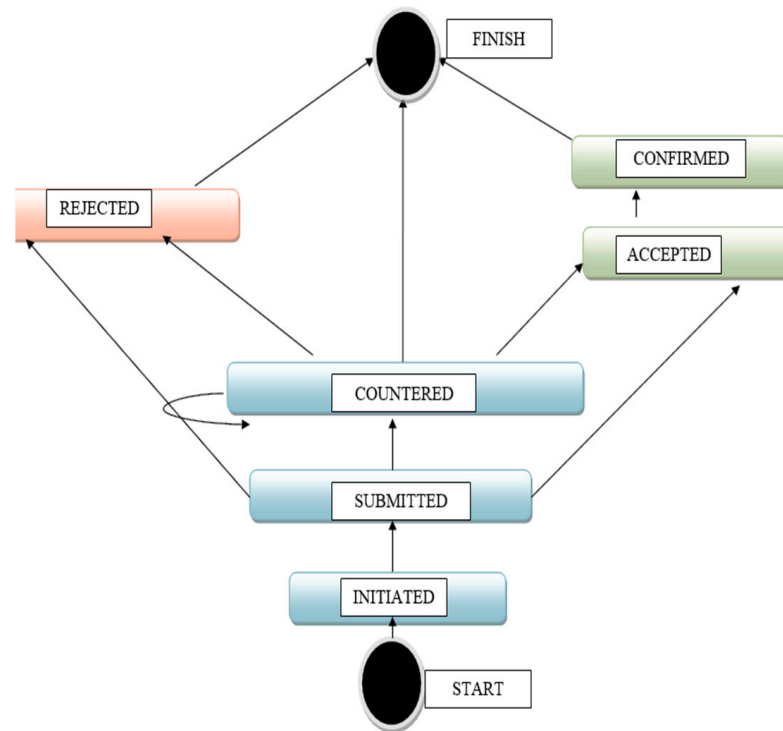 FINISH
CONFIRMED
REJECTED
ACCEPTED
COUNTERED
SUBMITTED
INITIATED
START